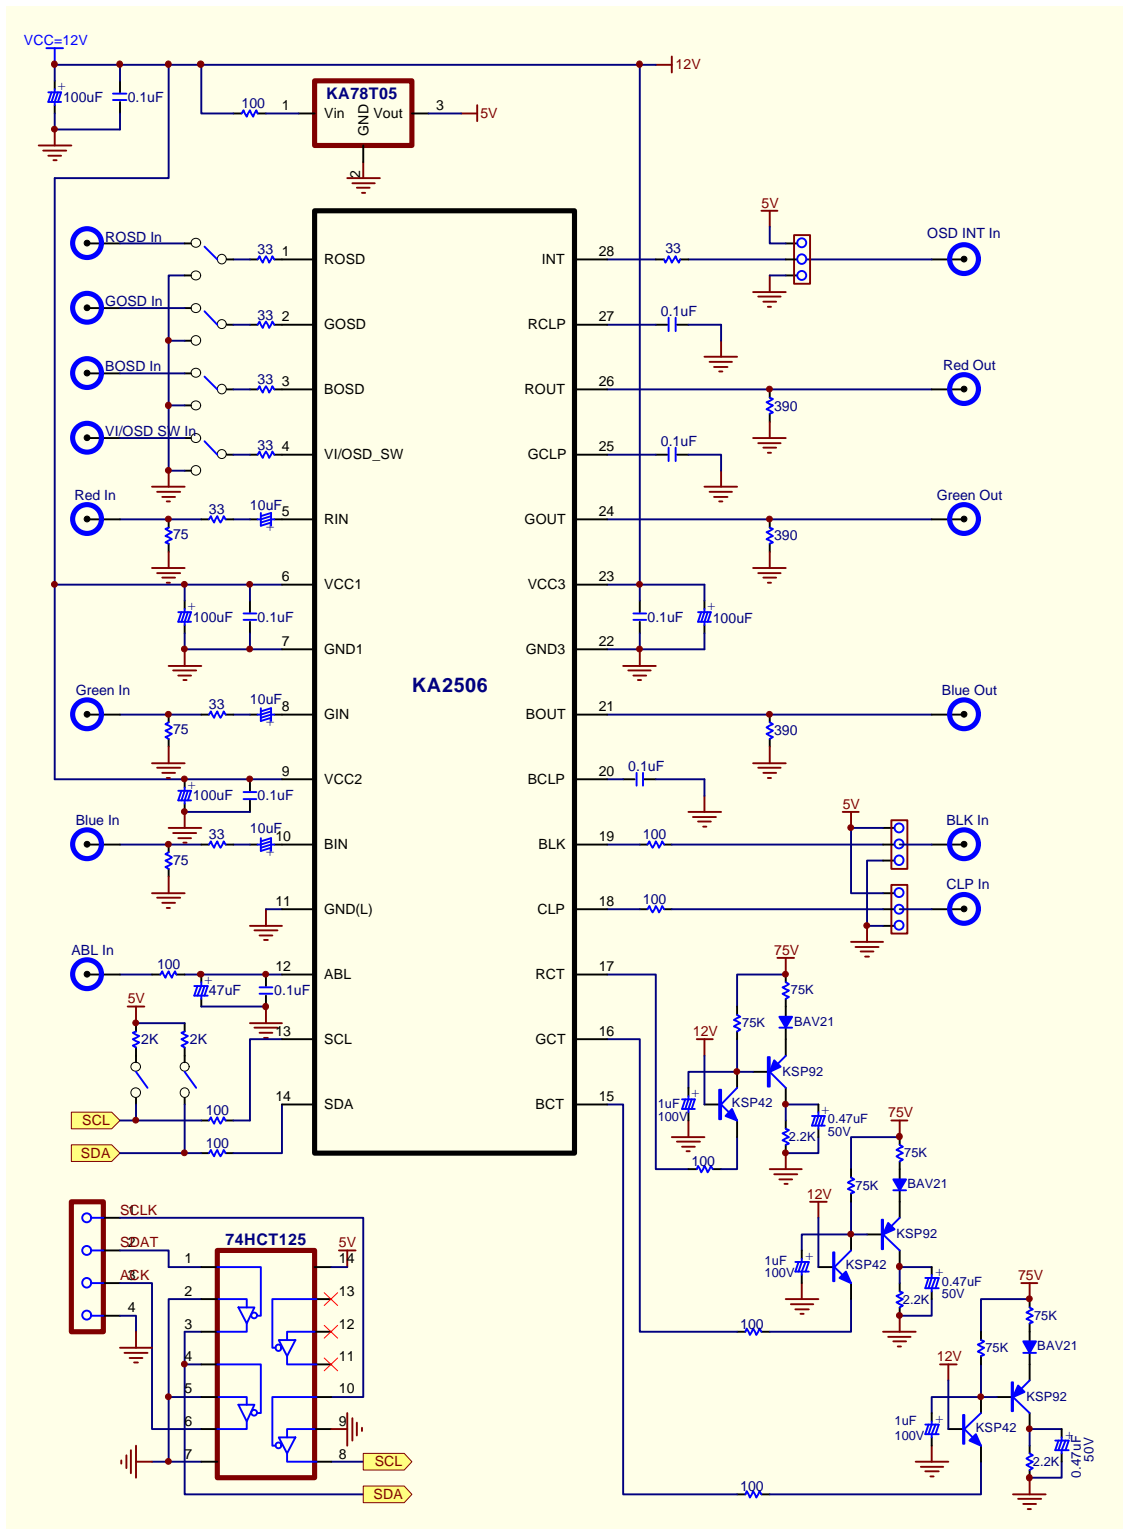 VCC=12V
12V
100uF
0.1uF
100
1
KA78T05
Vin
GND
Vout
2
3
5V
ROSD In
33
1
ROSD
INT
28
33
5V
OSD INT In
GOSD In
33
2
GOSD
RCLP
27
0.1uF
BOSD In
33
3
BOSD
ROUT
26
390
Red Out
VI/OSD SW In
33
4
VI/OSD_SW
GCLP
25
0.1uF
Red In
75
33
10uF
5
RIN
GOUT
24
390
Green Out
6
VCC1
VCC3
23
100uF
0.1uF
0.1uF
100uF
7
GND1
GND3
22
KA2506
Green In
75
33
10uF
8
GIN
BOUT
21
390
Blue Out
9
VCC2
BCLP
20
0.1uF
100uF
0.1uF
Blue In
75
33
10uF
10
BIN
BLK
19
100
5V
BLK In
11
GND(L)
CLP
18
100
CLP In
ABL In
100
47uF
0.1uF
12
ABL
RCT
17
5V
2K
2K
13
SCL
GCT
16
14
SDA
BCT
15
SCL
100
SDA
100
75V
75K
75K
BAV21
12V
KSP92
1uF
100V
KSP42
0.47uF
50V
2.2K
100
75V
75K
75K
BAV21
12V
KSP92
1uF
100V
KSP42
0.47uF
50V
2.2K
100
75V
75K
75K
BAV21
12V
KSP92
1uF
100V
KSP42
0.47uF
50V
2.2K
100
SCLK
1
SDAT
2
ACK
3
4
74HCT125
5V
1
2
3
4
5
6
7
14
13
12
11
10
9
8
SCL
SDA